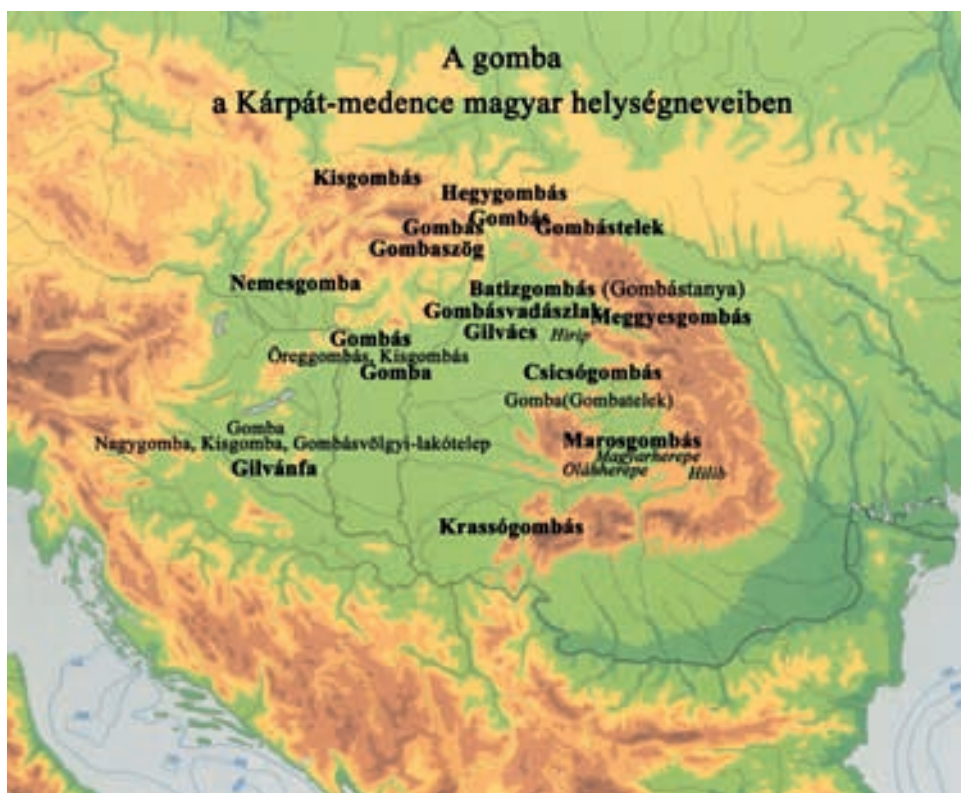 A gomba
a Kárpát-medence magyar helységneveiben
Kisgombás
Hegygombás
Gombás
Gombás
Gombástelek
Gombaszög
Nemesgomba
Batizgombás (Gombástanya)
Gombásvadászlak
Meggyesgombás
Gilvács
Hirip
Gombás
Öreggombás, Kisgombás
Gomba
Csicsógombás
Gomba(Gombatelek)
Gomba
Nagygomba, Kisgomba, Gombásvölgyi-lakótelep
Gilvánfa
Marosgombás
Magyarherepe
Oláhherepe
Hilib
Krassógombás